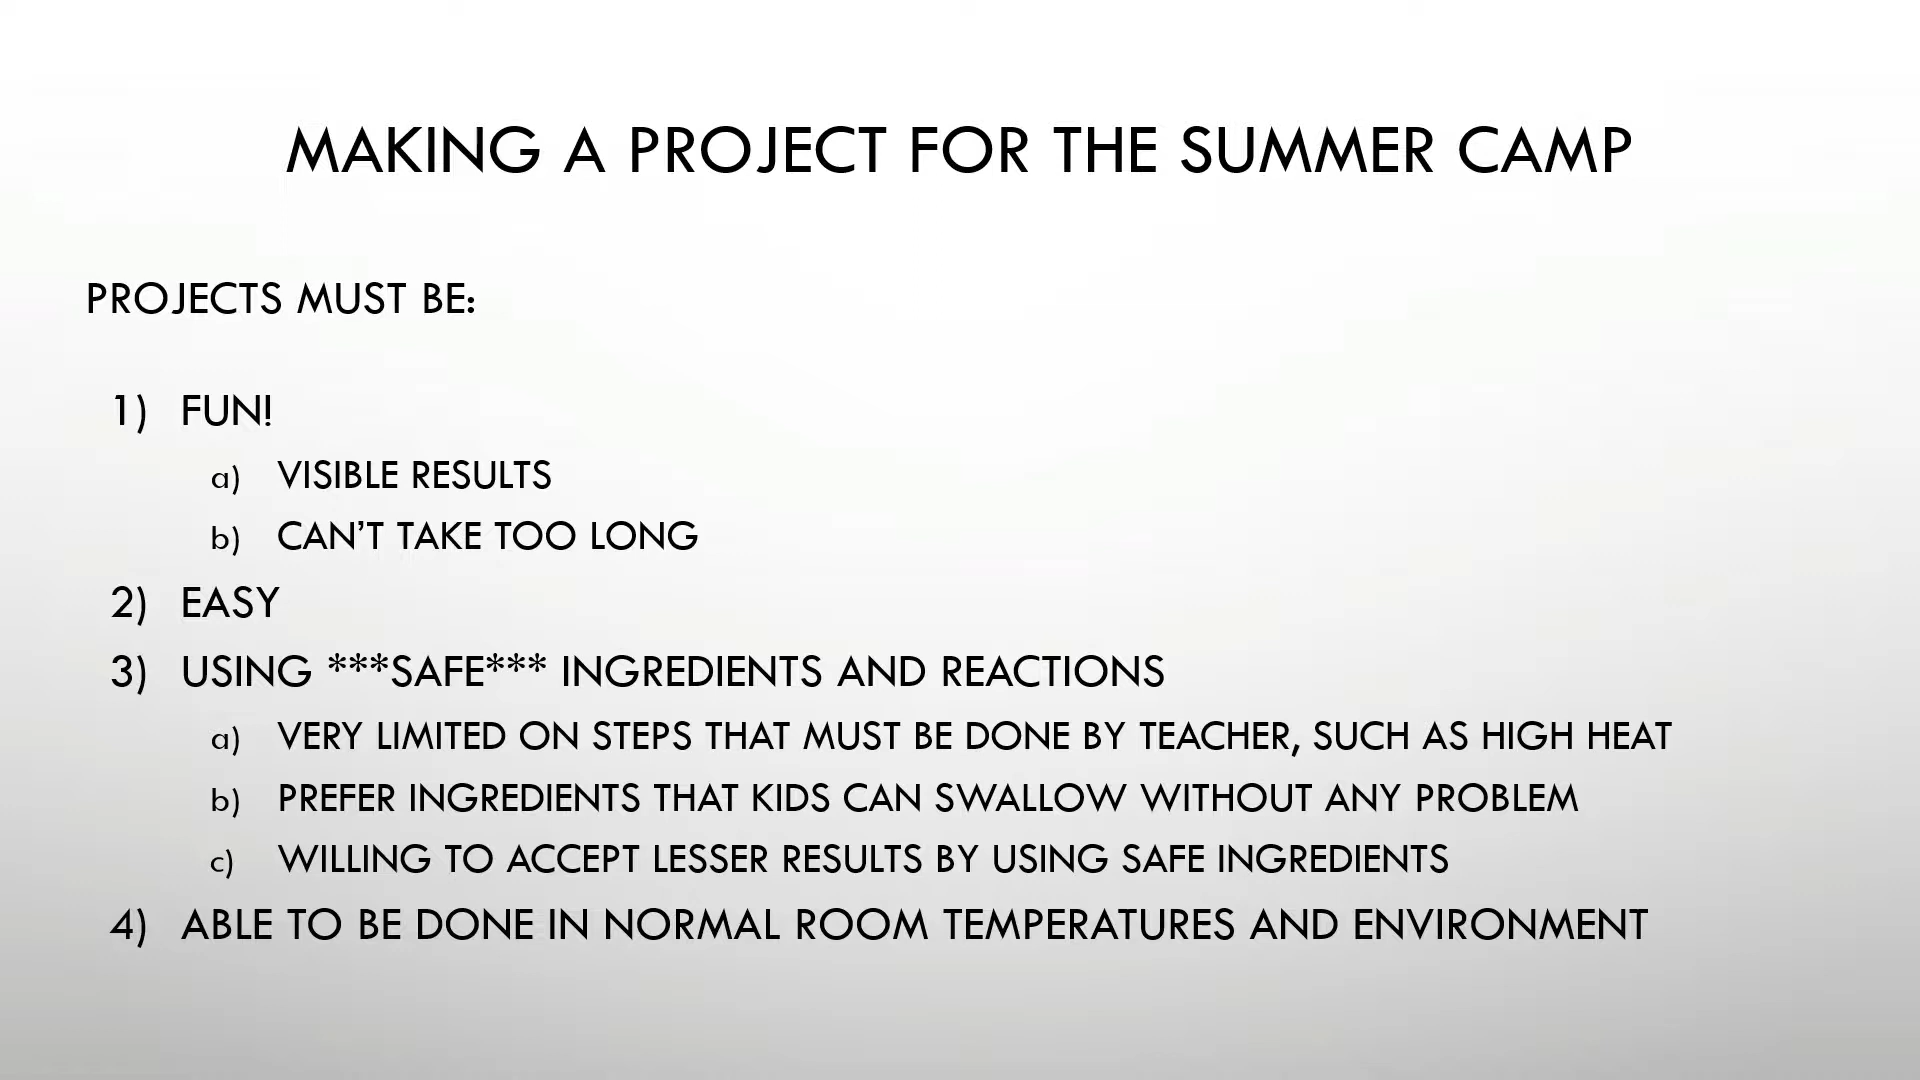 MAKING A PROJECT FOR THE SUMMER CAMP
PROJECTS MUST BE:
1) FUN!
a) VISIBLE RESULTS
b) CAN’T TAKE TOO LONG
2) EASY
3) USING ***SAFE*** INGREDIENTS AND REACTIONS
a) VERY LIMITED ON STEPS THAT MUST BE DONE BY TEACHER, SUCH AS HIGH HEAT
b) PREFER INGREDIENTS THAT KIDS CAN SWALLOW WITHOUT ANY PROBLEM
c) WILLING TO ACCEPT LESSER RESULTS BY USING SAFE INGREDIENTS
4) ABLE TO BE DONE IN NORMAL ROOM TEMPERATURES AND ENVIRONMENT